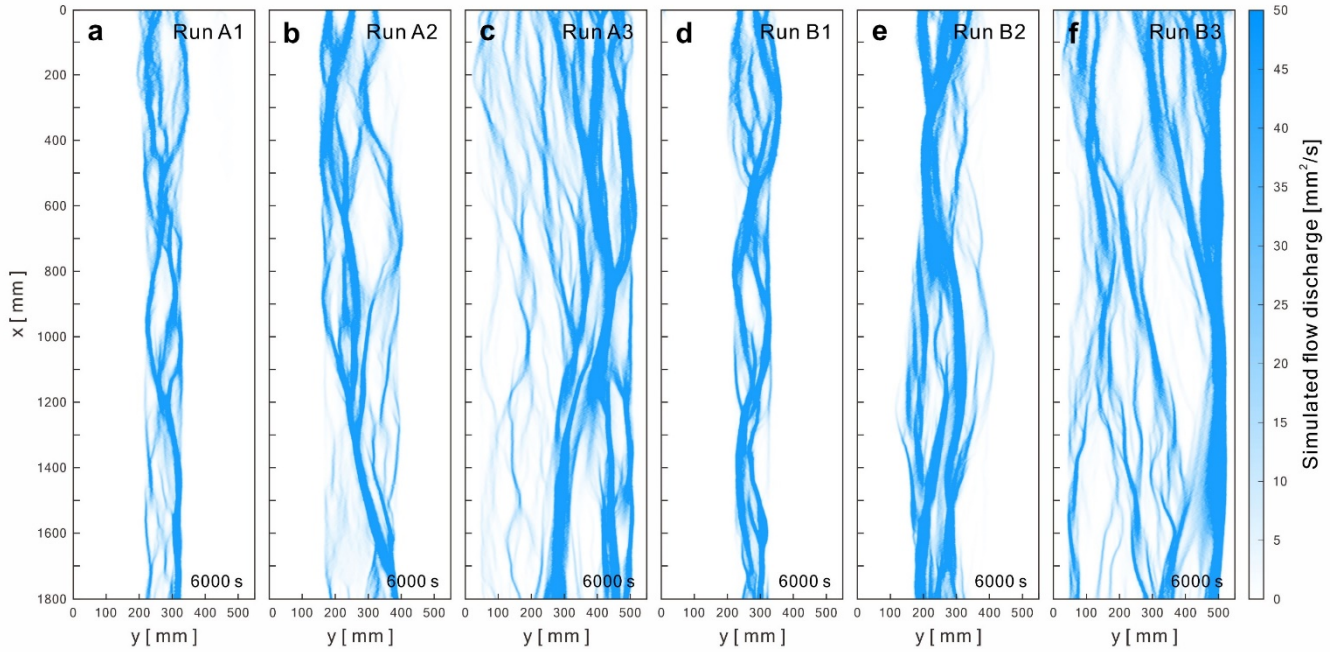 a Run A1
b Run A2
c Run A3
d Run B1
e Run B2
f Run B3
0
200
400
600
800
1000
1200
1400
1600
1800
x [ mm ]
6000 s
6000 s
6000 s
6000 s
6000 s
6000 s
0 100 200 300 400 500
0 100 200 300 400 500
0 100 200 300 400 500
0 100 200 300 400 500
0 100 200 300 400 500
0 100 200 300 400 500
y [ mm ]
y [ mm ]
y [ mm ]
y [ mm ]
y [ mm ]
y [ mm ]
50
45
40
35
30
25
20
15
10
5
0
Simulated flow discharge [mm²/s]